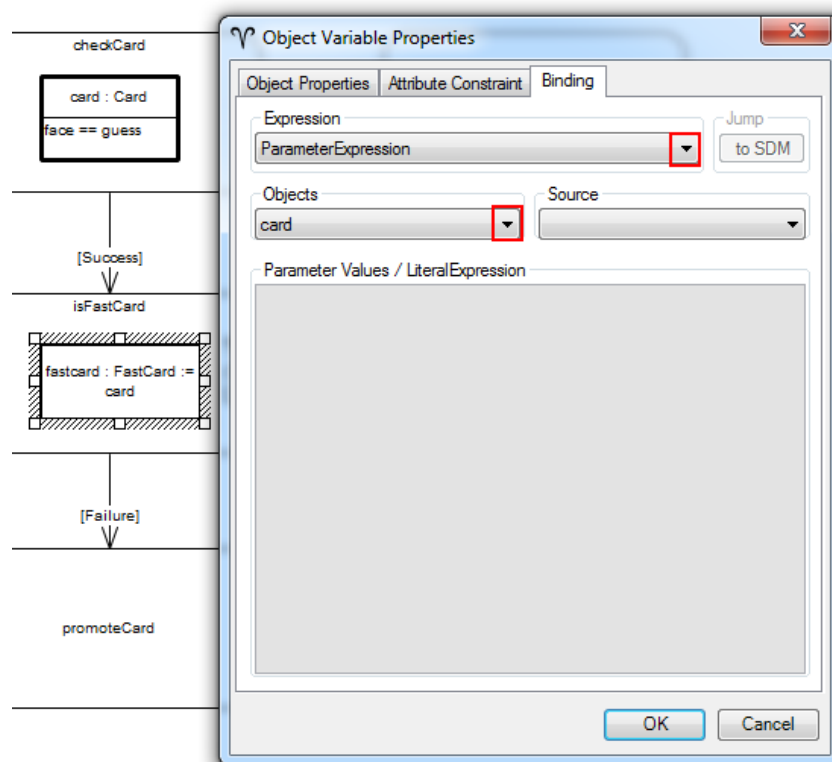 checkCard
card : Card
face == guess
[Success]
isFastCard
fastcard : FastCard :=
card
[Failure]
promoteCard
Object Variable Properties
Object Properties Attribute Constraint Binding
Expression Jump
ParameterExpression to SDM
Objects Source
card
Parameter Values / LiteralExpression
OK Cancel